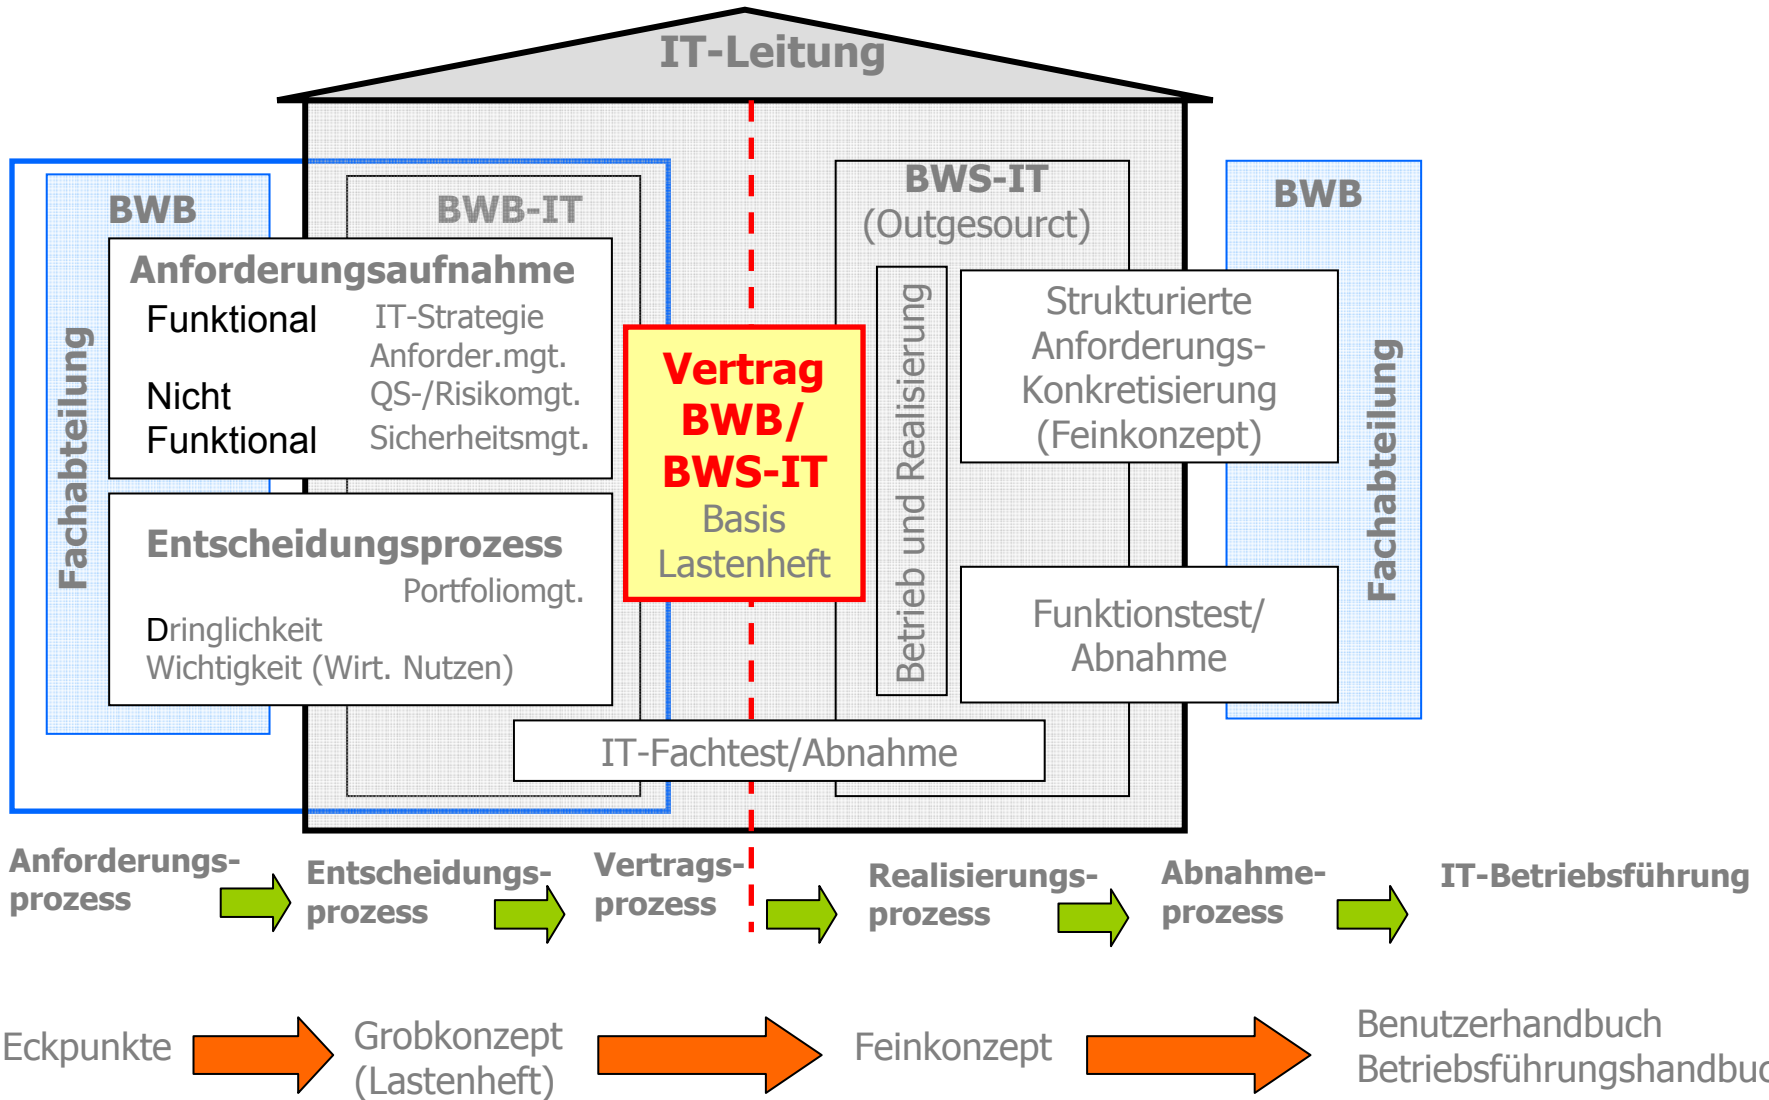 IT-Leitung
BWB
Fachabteilung
BWB-IT
Anforderungsaufnahme
Funktional
IT-Strategie
Anforder.mgt.
Nicht
QS-/Risikomgt.
Funktional
Sicherheitsmgt.
Entscheidungsprozess
Portfoliomgt.
Dringlichkeit
Wichtigkeit (Wirt. Nutzen)
Vertrag
BWB/
BWS-IT
Basis
Lastenheft
BWS-IT
(Outgesourct)
Betrieb und Realisierung
Strukturierte
Anforderungs-
Konkretisierung
(Feinkonzept)
Funktionstest/
Abnahme
BWB
Fachabteilung
IT-Fachtest/Abnahme
Anforderungs-
prozess
Entscheidungs-
prozess
Vertrags-
prozess
Realisierungs-
prozess
Abnahme-
prozess
IT-Betriebsführung
Eckpunkte
Grobkonzept
(Lastenheft)
Feinkonzept
Benutzerhandbuch
Betriebsführungshandbuc